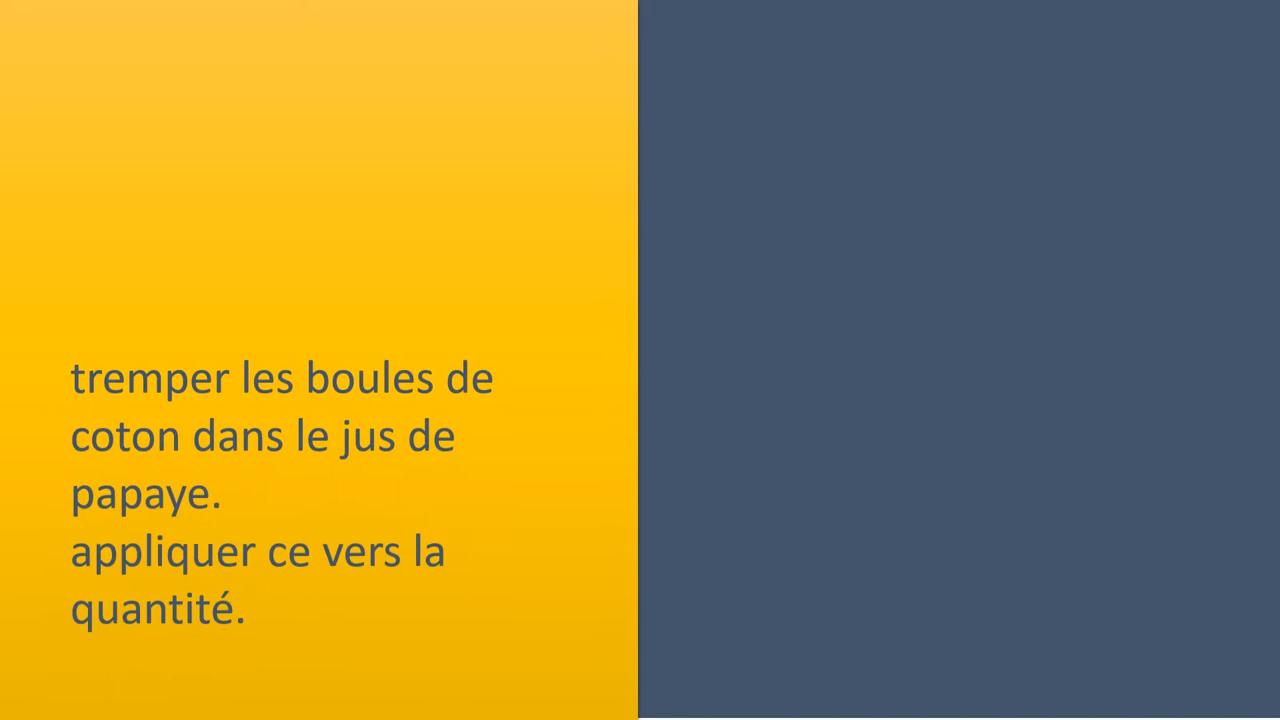 tremper les boules de
coton dans le jus de
papaye.
appliquer ce vers la
quantité.